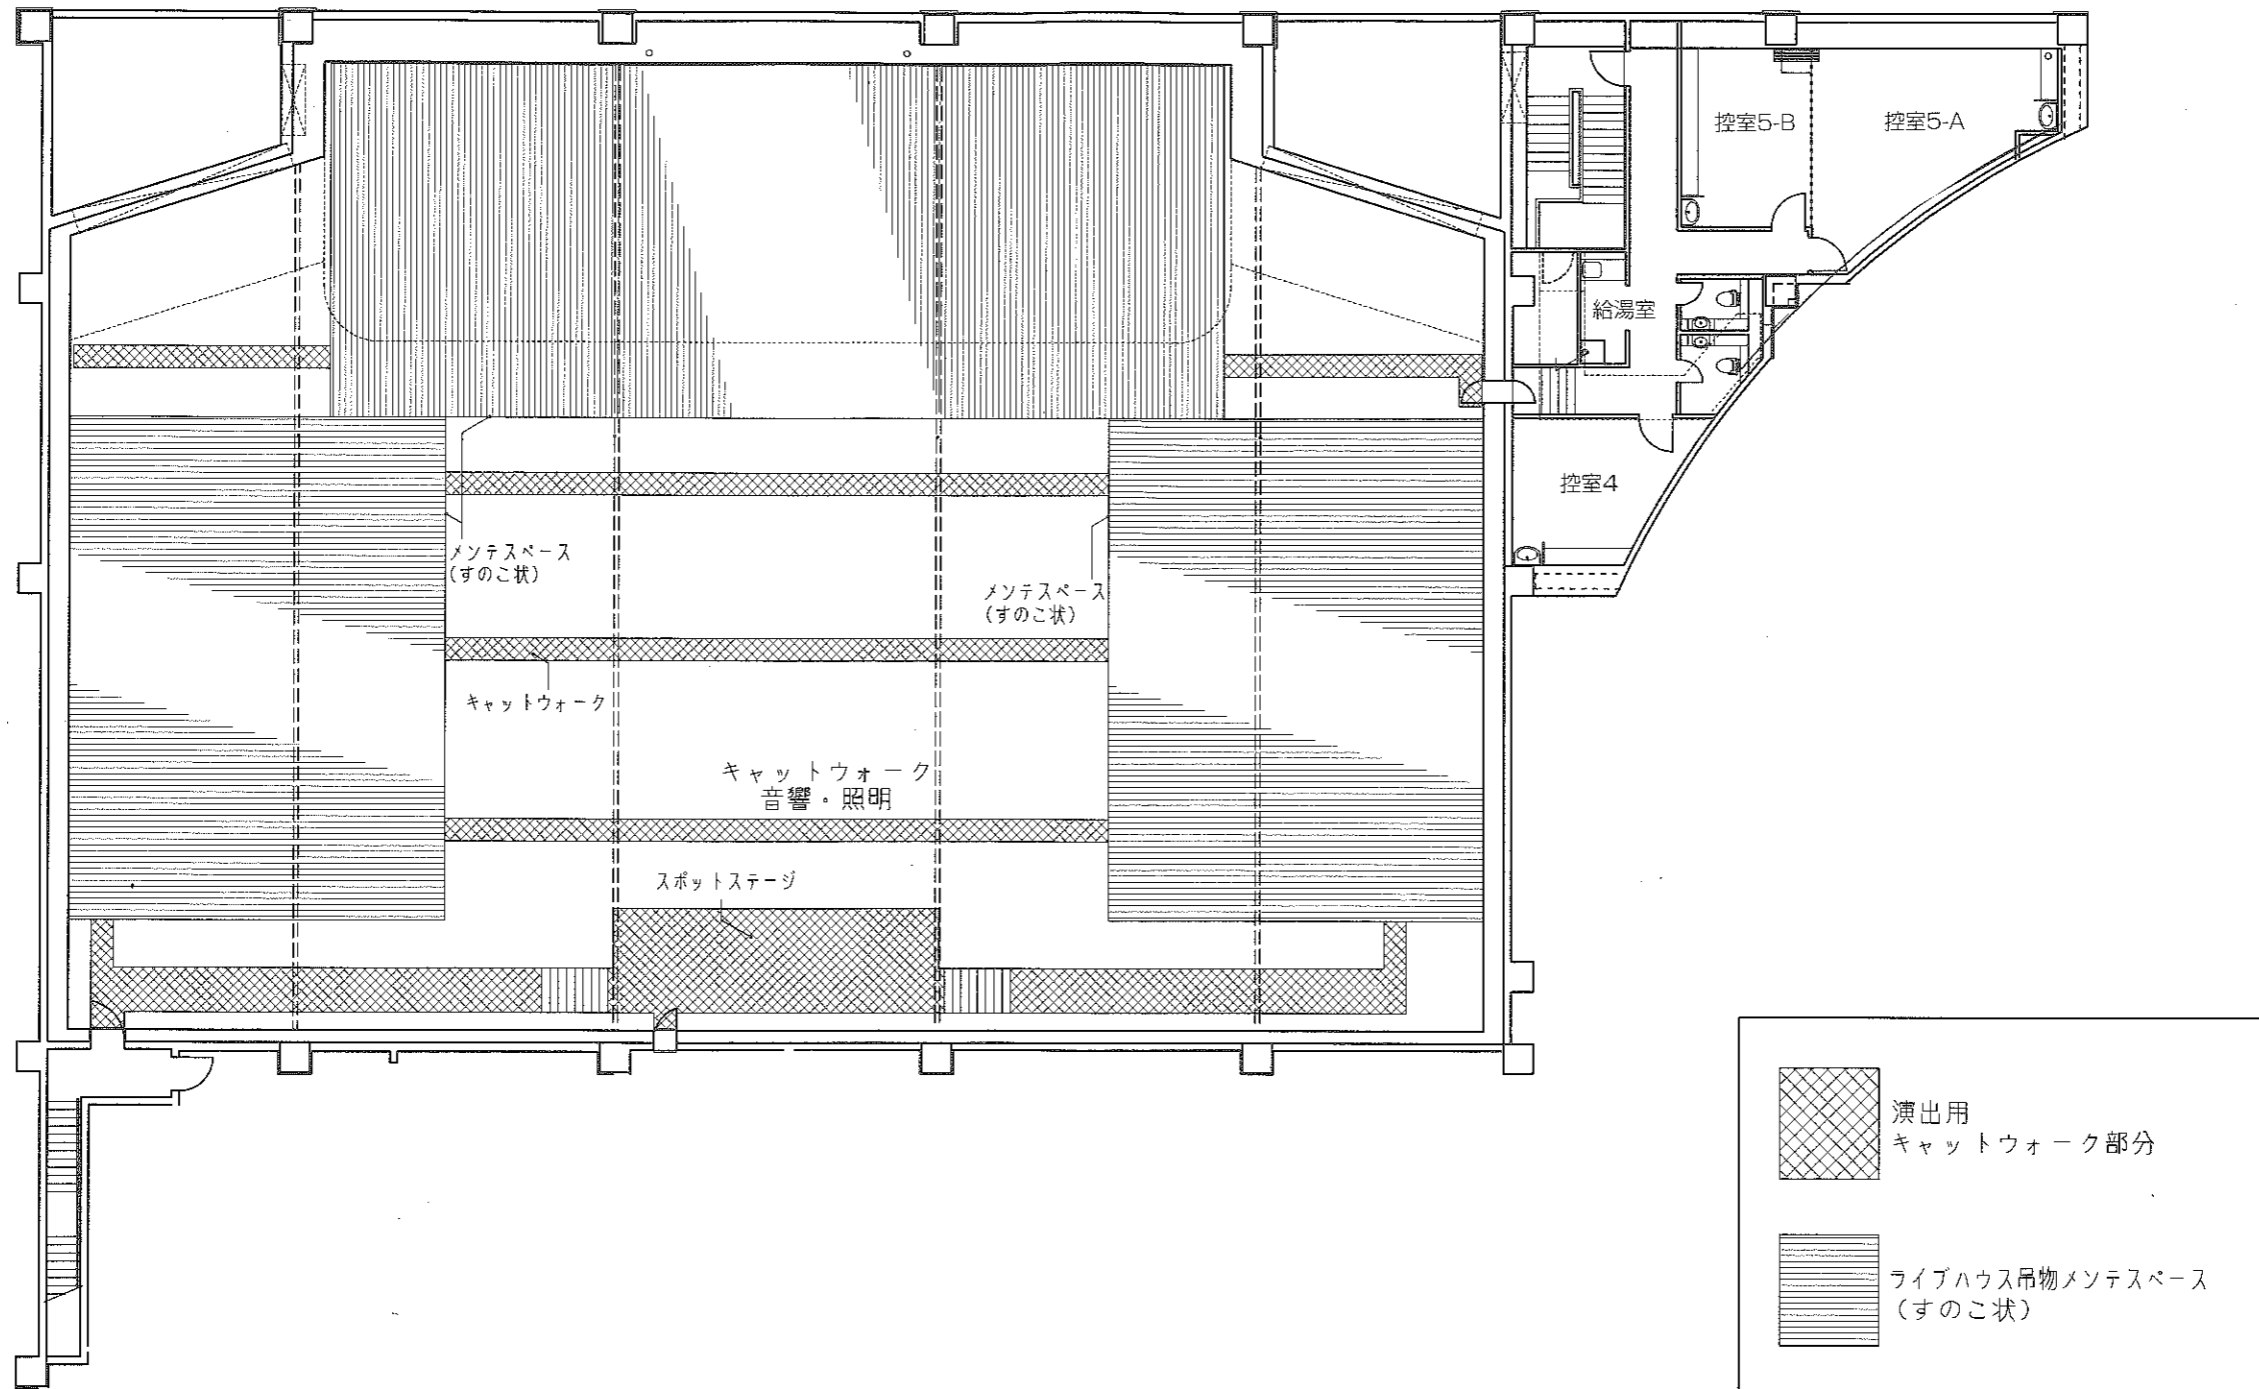 控室5-B
控室5-A
給湯室
控室4
メンテスペース
(すのこ状)
メンテスペース
(すのこ状)
キャットウォーク
キャットウォーク
音響・照明
スポットステージ
演出用
キャットウォーク部分
ライブハウス吊物メンテスペース
(すのこ状)